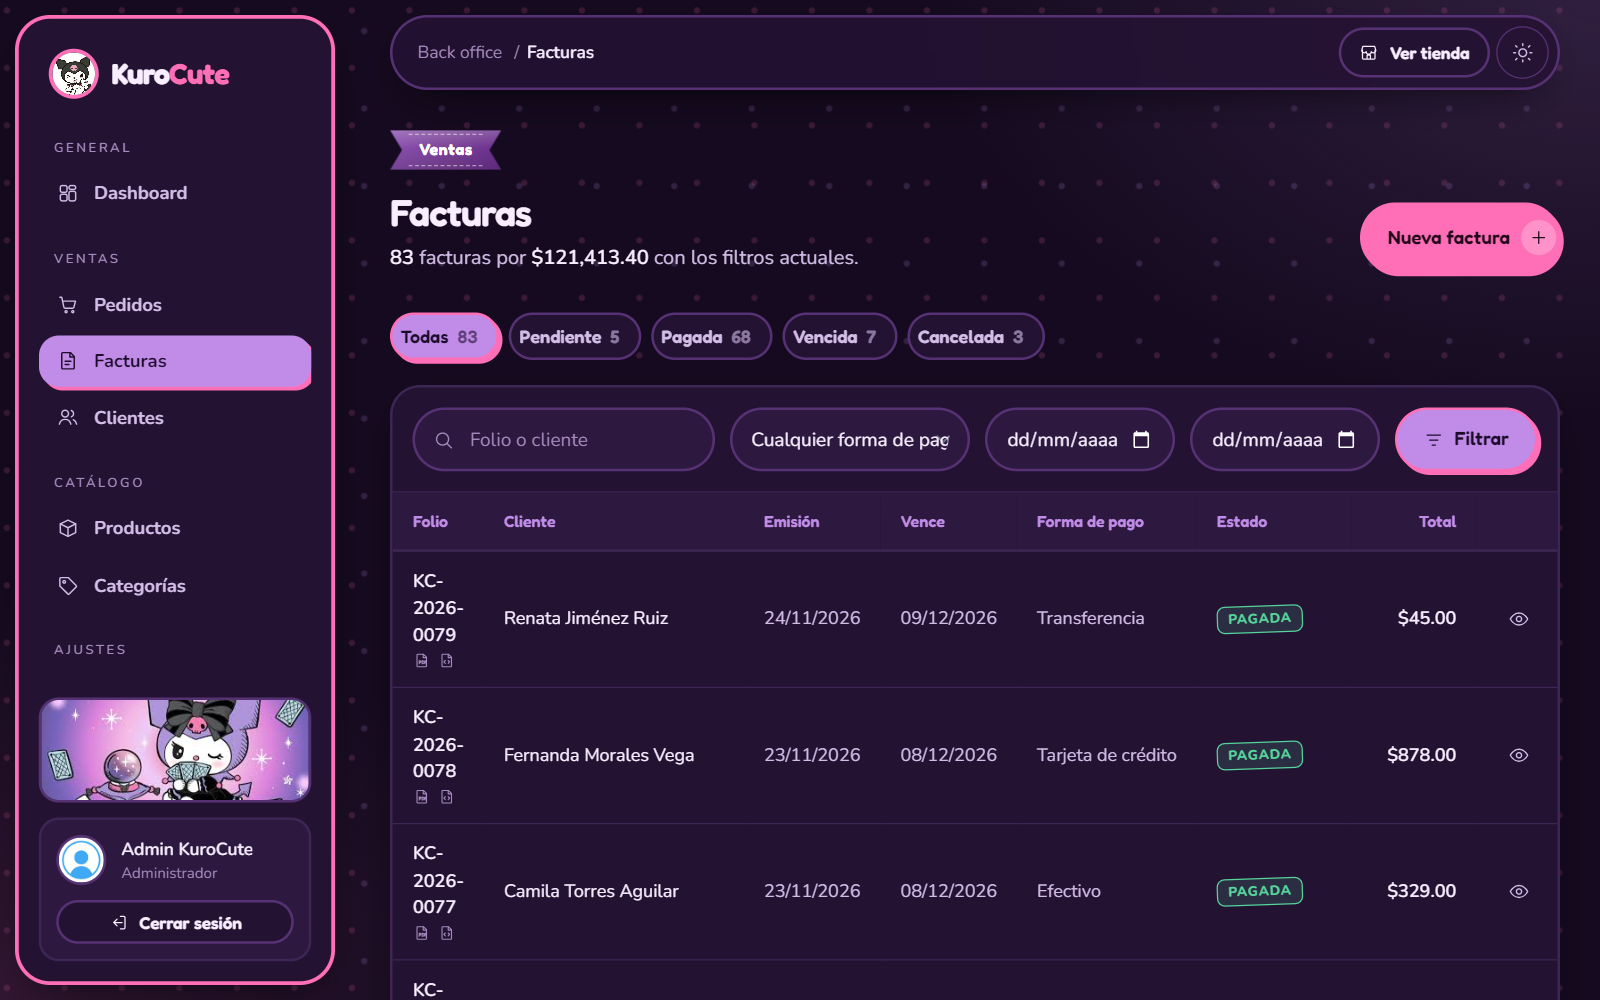 KuroCute
GENERAL
Dashboard
VENTAS
Pedidos
Facturas
Clientes
CATÁLOGO
Productos
Categorías
AJUSTES
Admin KuroCute
Administrador
Cerrar sesión
Back office / Facturas
Ver tienda
Ventas
Facturas
83 facturas por $121,413.40 con los filtros actuales.
Nueva factura
Todas 83 Pendiente 5 Pagada 68 Vencida 7 Cancelada 3
Folio o cliente Cualquier forma de pag dd/mm/aaaa dd/mm/aaaa Filtrar
Folio Cliente Emisión Vence Forma de pago Estado Total
KC-
2026-
0079
Renata Jiménez Ruiz 24/11/2026 09/12/2026 Transferencia PAGADA $45.00
KC-
2026-
0078
Fernanda Morales Vega 23/11/2026 08/12/2026 Tarjeta de crédito PAGADA $878.00
KC-
2026-
0077
Camila Torres Aguilar 23/11/2026 08/12/2026 Efectivo PAGADA $329.00
KC-